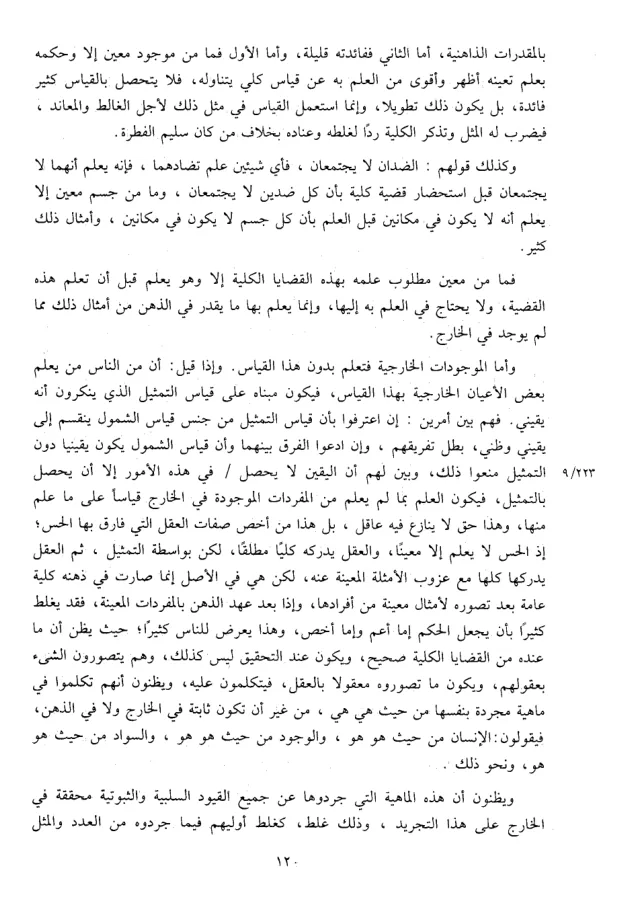 بالمقدرات الذاهنية، أما الثاني ففائدته قليلة، وأما الأول فما من موجود معين إلا وحكمه
بعلم تعينه أظهر وأقوى من العلم به عن قياس كلي يتناوله، فلا يتحصل بالقياس كثير
فائدة، بل يكون ذلك تطويلا، وإنما استعمل القياس في مثل ذلك لأجل الغالط والمعاند ،
فيضرب له المثل وتذكر الكلية ردًا لغلطه وعناده بخلاف من كان سليم الفطرة.
وكذلك قولهم : الضدان لا يجتمعان ، فأي شيئين علم تضادهما ، فإنه يعلم أنهما لا
يجتمعان قبل استحضار قضية كلية بأن كل ضدين لا يجتمعان ، وما من جسم معين إلا
يعلم أنه لا يكون في مكانين قبل العلم بأن كل جسم لا يكون في مكانين ، وأمثال ذلك
كثير.
فما من معين مطلوب علمه بهذه القضايا الكلية إلا وهو يعلم قبل أن تعلم هذه
القضية، ولا يحتاج في العلم به إليها، وإنما يعلم بها ما يقدر في الذهن من أمثال ذلك مما
لم يوجد في الخارج.
وأما الموجودات الخارجية فتعلم بدون هذا القياس. وإذا قيل: أن من الناس من يعلم
بعض الأعيان الخارجية بهذا القياس، فيكون مبناه على قياس التمثيل الذي ينكرون أنه
يقيني. فهم بين أمرين : إن اعترفوا بأن قياس التمثيل من جنس قياس الشمول ينقسم إلى
يقيني وظني، بطل تفريقهم ، وإن ادعوا الفرق بينهما وأن قياس الشمول يكون يقينيا دون
التمثيل منعوا ذلك، وبين لهم أن اليقين لا يحصل / في هذه الأمور إلا أن يحصل ٩/٢٢٣
بالتمثيل، فيكون العلم بما لم يعلم من المفردات الموجودة في الخارج قياساً على ما علم
منها، وهذا حق لا ينازع فيه عاقل ، بل هذا من أخص صفات العقل التي فارق بها الحس؛
إذ الحس لا يعلم إلا معينًا، والعقل يدركه كليًا مطلقًا، لكن بواسطة التمثيل ، ثم العقل
يدركها كلها مع عزوب الأمثلة المعينة عنه، لكن هي في الأصل إنما صارت في ذهنه كلية
عامة بعد تصوره لأمثال معينة من أفرادها، وإذا بعد عهد الذهن بالمفردات المعينة، فقد يغلط
كثيرًا بأن يجعل الحكم إما أعم وإما أخص، وهذا يعرض للناس كثيرًا؛ حيث يظن أن ما
عنده من القضايا الكلية صحيح، ويكون عند التحقيق ليس كذلك، وهم يتصورون الشيء
بعقولهم، ويكون ما تصوروه معقولا بالعقل، فيتكلمون عليه، ويظنون أنهم تكلموا في
ماهية مجردة بنفسها من حيث هي هي ، من غير أن تكون ثابتة في الخارج ولا في الذهن،
فيقولون:الإنسان من حيث هو هو ، والوجود من حيث هو هو ، والسواد من حيث هو
هو، ونحو ذلك .
ويظنون أن هذه الماهية التي جردوها عن جميع القيود السلبية والثبوتية محققة في
الخارج على هذا التجريد ، وذلك غلط، كغلط أوليهم فيما جردوه من العدد والمثل
١٢٠